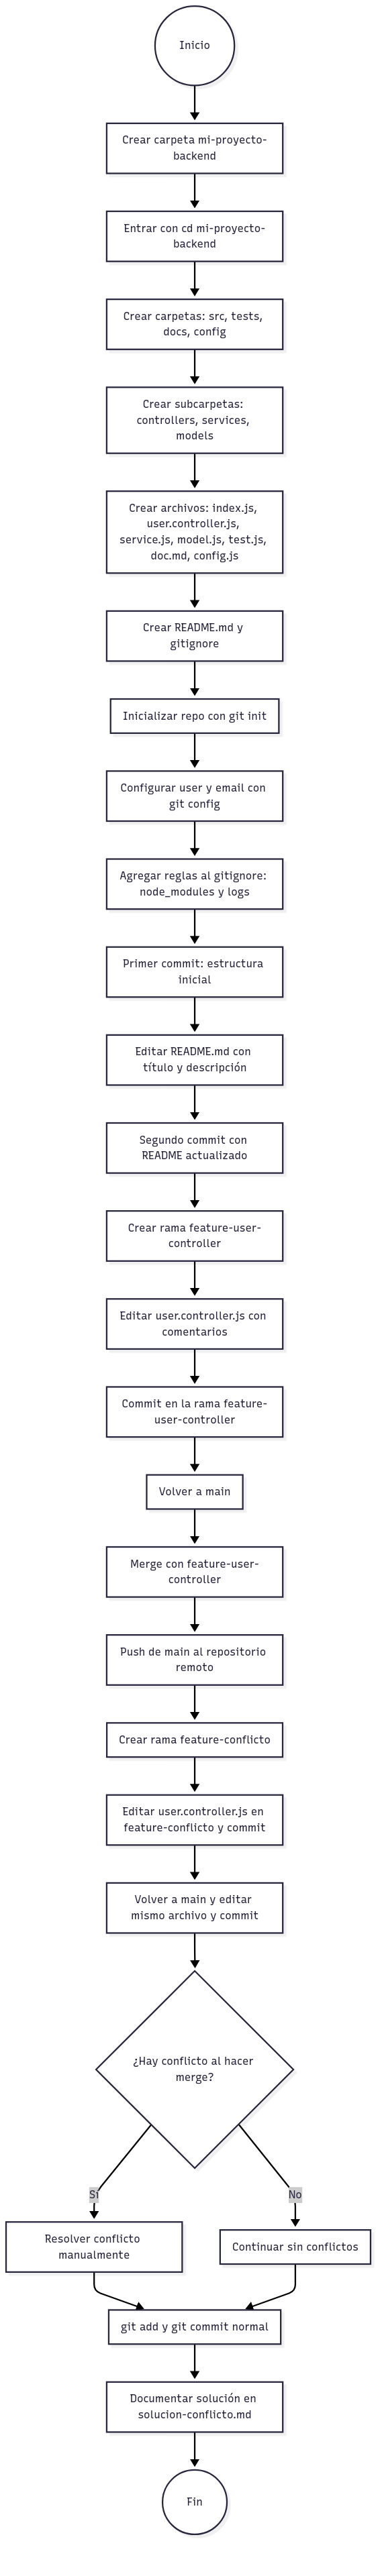 Inicio
Crear carpeta mi-proyecto-
backend
Entrar con cd mi-proyecto-
backend
Crear carpetas: src, tests,
docs, config
Crear subcarpetas:
controllers, services,
models
Crear archivos: index.js,
user.controller.js,
service.js, model.js, test.js,
doc.md, config.js
Crear README.md y
gitignore
Inicializar repo con git init
Configurar user y email con
git config
Agregar reglas al gitignore:
node_modules y logs
Primer commit: estructura
inicial
Editar README.md con
título y descripción
Segundo commit con
README actualizado
Crear rama feature-user-
controller
Editar user.controller.js con
comentarios
Commit en la rama feature-
user-controller
Volver a main
Merge con feature-user-
controller
Push de main al repositorio
remoto
Crear rama feature-conflicto
Editar user.controller.js en
feature-conflicto y commit
Volver a main y editar
mismo archivo y commit
¿Hay conflicto al hacer
merge?
Sí
No
Resolver conflicto
manualmente
Continuar sin conflictos
git add y git commit normal
Documentar solución en
solucion-conflicto.md
Fin